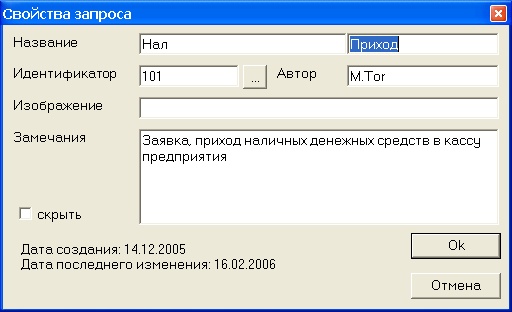 Свойства запроса
Название Нал Приход
Идентификатор 101 ... Автор M.Tor
Изображение
Замечания Заявка, приход наличных денежных средств в кассу
предприятия
скрыть
Дата создания: 14.12.2005
Дата последнего изменения: 16.02.2006
Ok
Отмена